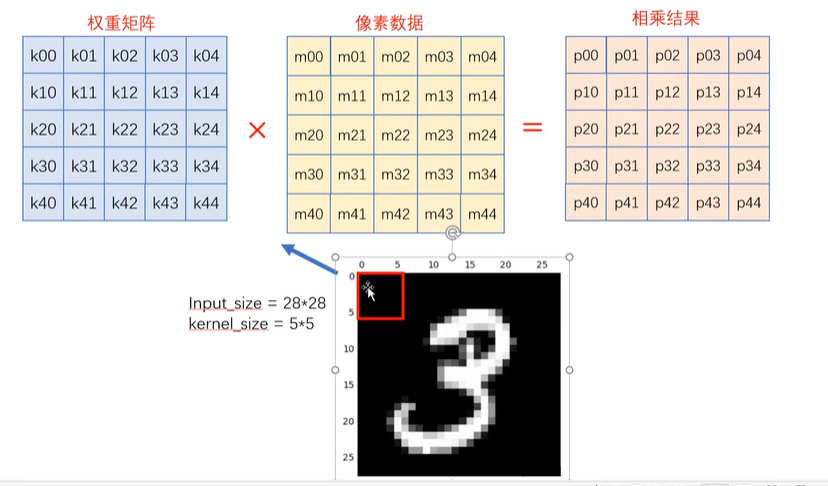 权重矩阵
像素数据
相乘结果
k00 k01 k02 k03 k04
k10 k11 k12 k13 k14
k20 k21 k22 k23 k24
k30 k31 k32 k33 k34
k40 k41 k42 k43 k44
×
m00 m01 m02 m03 m04
m10 m11 m12 m13 m14
m20 m21 m22 m23 m24
m30 m31 m32 m33 m34
m40 m41 m42 m43 m44
=
p00 p01 p02 p03 p04
p10 p11 p12 p13 p14
p20 p21 p22 p23 p24
p30 p31 p32 p33 p34
p40 p41 p42 p43 p44
Input_size = 28*28
kernel_size = 5*5
0 5 10 15 20 25
0
5
10
15
20
25
3